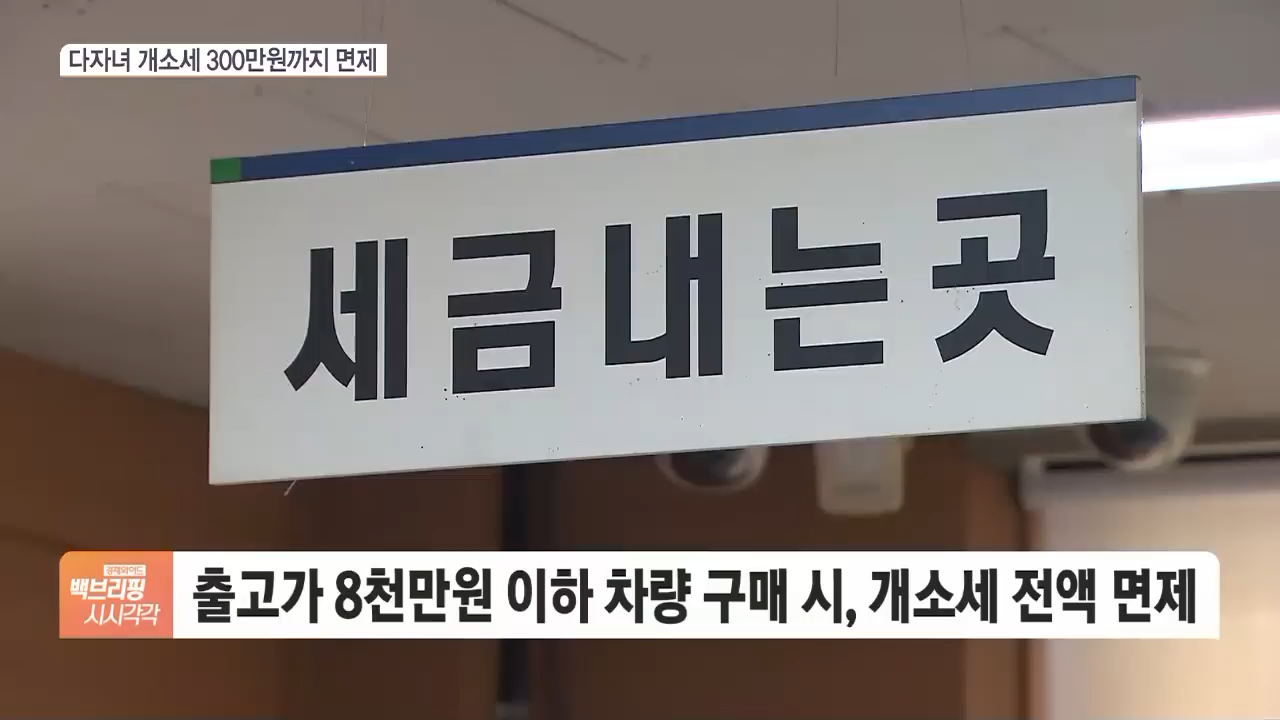 다자녀 개소세 300만원까지 면제
세금내는곳
경제와이드
백브리핑
시시각각
출고가 8천만원 이하 차량 구매 시, 개소세 전액 면제